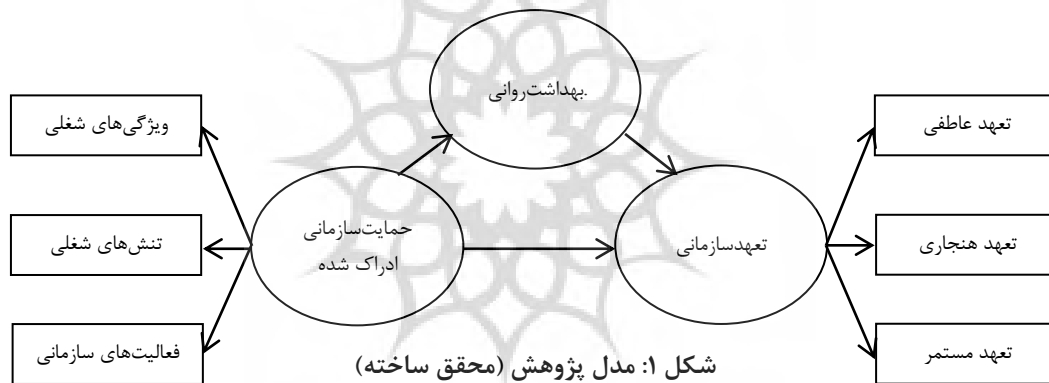 .بهداشت‌روانی
ویژگی‌های شغلی
تعهد عاطفی
حمایت‌سازمانی
ادراک شده
تعهدسازمانی
تنش‌های شغلی
تعهد هنجاری
فعالیت‌های سازمانی
تعهد مستمر
شکل ۱: مدل پژوهش (محقق ساخته)